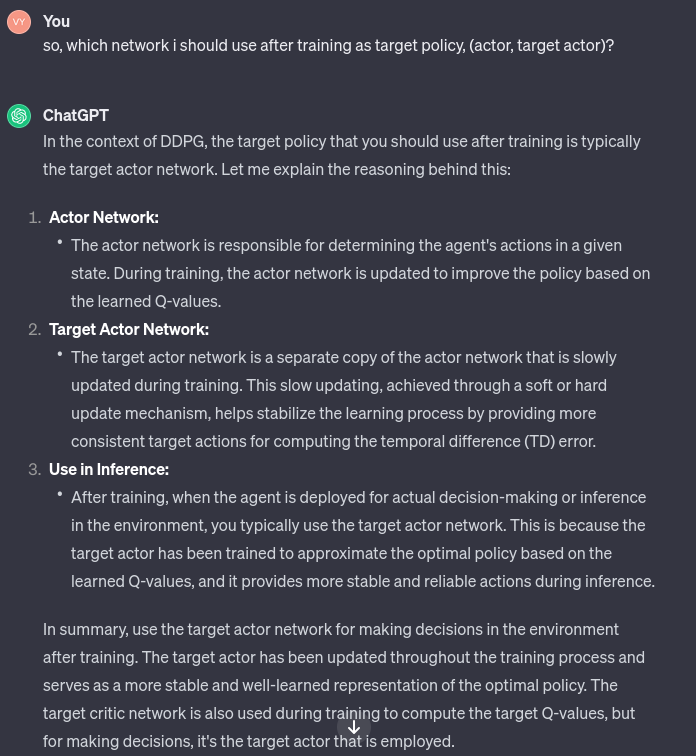 VY You
so, which network i should use after training as target policy, (actor, target actor)?
ChatGPT
In the context of DDPG, the target policy that you should use after training is typically
the target actor network. Let me explain the reasoning behind this:
1. Actor Network:
• The actor network is responsible for determining the agent's actions in a given
state. During training, the actor network is updated to improve the policy based on
the learned Q-values.
2. Target Actor Network:
• The target actor network is a separate copy of the actor network that is slowly
updated during training. This slow updating, achieved through a soft or hard
update mechanism, helps stabilize the learning process by providing more
consistent target actions for computing the temporal difference (TD) error.
3. Use in Inference:
• After training, when the agent is deployed for actual decision-making or inference
in the environment, you typically use the target actor network. This is because the
target actor has been trained to approximate the optimal policy based on the
learned Q-values, and it provides more stable and reliable actions during inference.
In summary, use the target actor network for making decisions in the environment
after training. The target actor has been updated throughout the training process and
serves as a more stable and well-learned representation of the optimal policy. The
target critic network is also used during training to compute the target Q-values, but
for making decisions, it's the target actor that is employed.